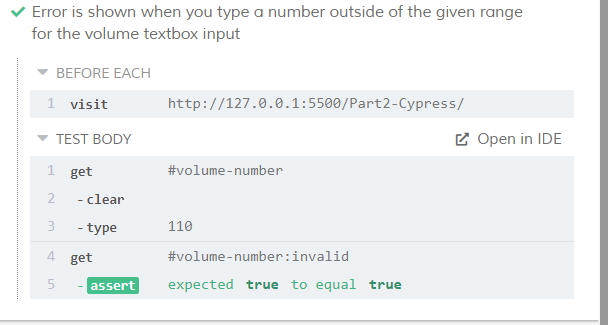 Error is shown when you type a number outside of the given range
for the volume textbox input
BEFORE EACH
1 visit http://127.0.0.1:5500/Part2-Cypress/
TEST BODY Open in IDE
1 get #volume-number
2 -clear
3 -type 110
4 get #volume-number:invalid
5 -assert expected true to equal true